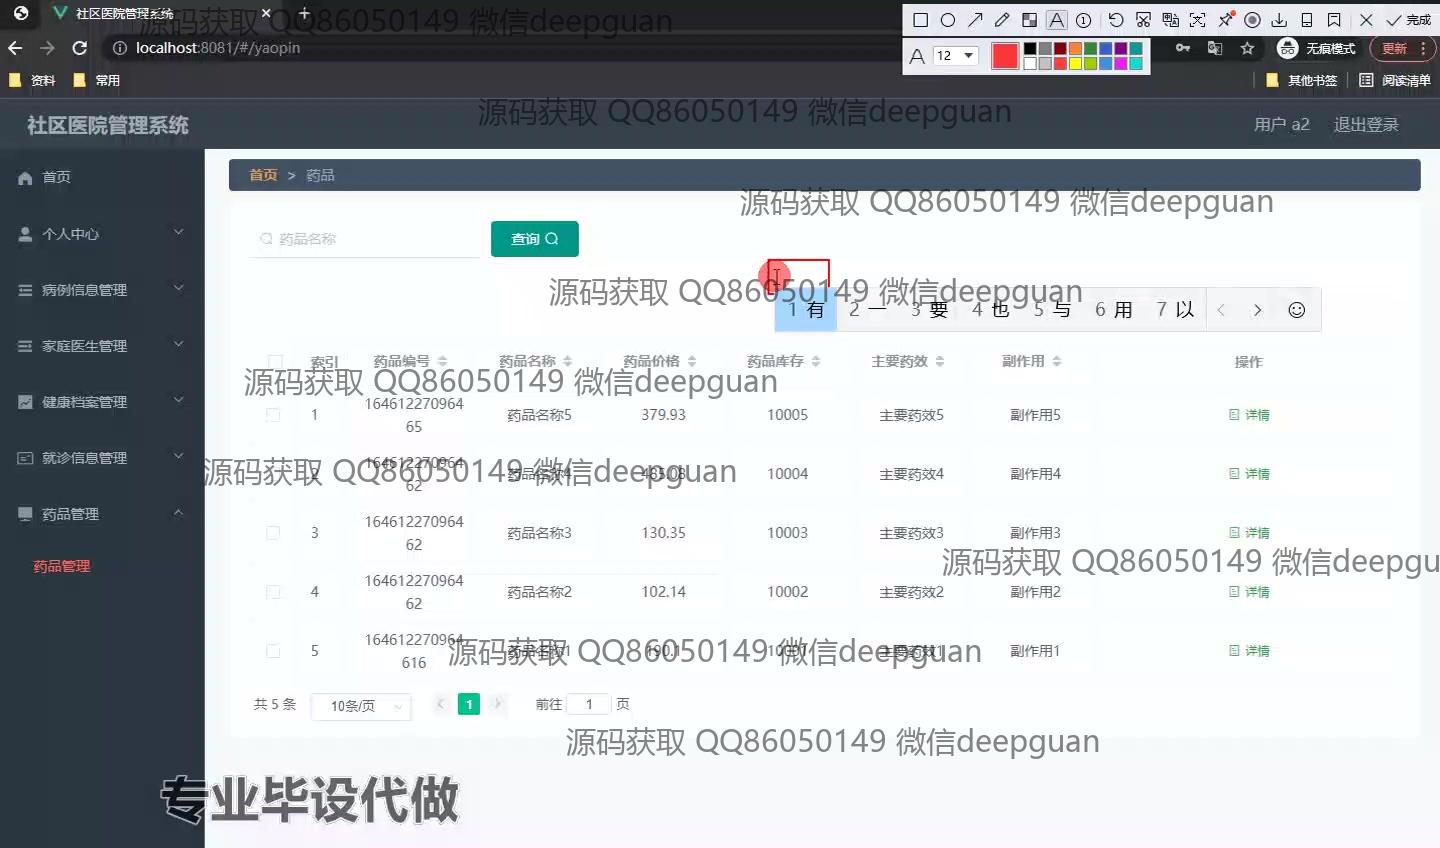 社区医院管理系统
源码获取 QQ86050149 微信deepguan
完成
localhost:8081/#/yaopin
12
无痕模式
更新
资料
常用
其他书签
阅读清单
源码获取 QQ86050149 微信deepguan
社区医院管理系统
用户 a2
退出登录
首页
个人中心
病例信息管理
家庭医生管理
健康档案管理
就诊信息管理
药品管理
药品管理
首页 > 药品
源码获取 QQ86050149 微信deepguan
药品名称
查询
源码获取 QQ86050149 微信deepguan
1 有 2 一 3 要 4 也 5 与 6 用 7 以
索引 药品编号 药品名称 药品价格 药品库存 主要药效 副作用 操作
源码获取 QQ86050149 微信deepguan
1 16461227096465 药品名称5 379.93 10005 主要药效5 副作用5 详情
源码获取 QQ86050149 微信deepguan
2 16461227096462 药品名称4 485.08 10004 主要药效4 副作用4 详情
3 16461227096462 药品名称3 130.35 10003 主要药效3 副作用3 详情
源码获取 QQ86050149 微信deepgu
4 16461227096462 药品名称2 102.14 10002 主要药效2 副作用2 详情
5 164612270964616 药品名称1 190.1 10001 主要药效1 副作用1 详情
源码获取 QQ86050149 微信deepguan
共 5 条 10条/页 1 前往 1 页
源码获取 QQ86050149 微信deepguan
专业毕设代做